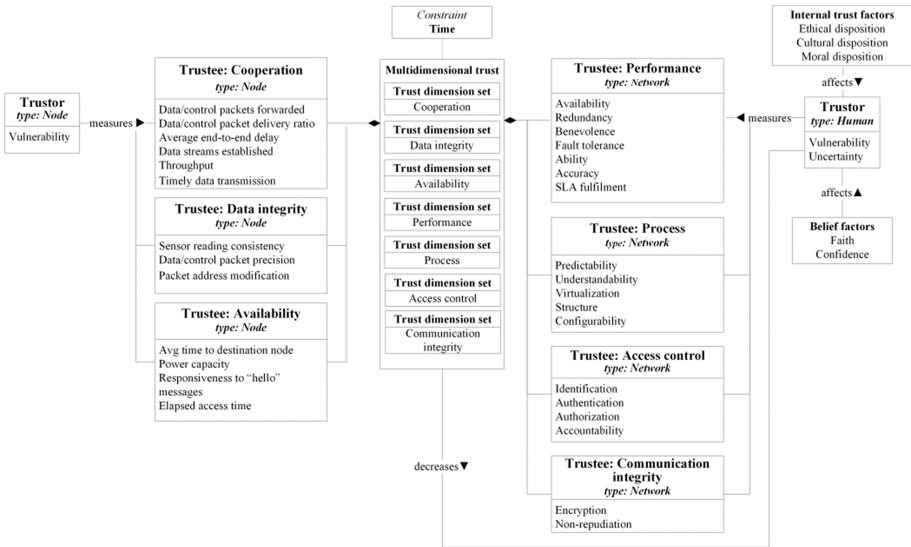 Constraint
Time
Internal trust factors
Ethical disposition
Cultural disposition
Moral disposition
affects▼
Trustor
type: Node
Vulnerability
measures ▶
Trustee: Cooperation
type: Node
Data/control packets forwarded
Data/control packet delivery ratio
Average end-to-end delay
Data streams established
Throughput
Timely data transmission
Trustee: Data integrity
type: Node
Sensor reading consistency
Data/control packet precision
Packet address modification
Trustee: Availability
type: Node
Avg time to destination node
Power capacity
Responsiveness to “hello”
messages
Elapsed access time
Multidimensional trust
Trust dimension set
Cooperation
Trust dimension set
Data integrity
Trust dimension set
Availability
Trust dimension set
Performance
Trust dimension set
Process
Trust dimension set
Access control
Trust dimension set
Communication
integrity
decreases▼
Trustee: Performance
type: Network
Availability
Redundancy
Benevolence
Fault tolerance
Ability
Accuracy
SLA fulfilment
Trustee: Process
type: Network
Predictability
Understandability
Virtualization
Structure
Configurability
Trustee: Access control
type: Network
Identification
Authentication
Authorization
Accountability
Trustee: Communication
integrity
type: Network
Encryption
Non-repudiation
◀ measures
Trustor
type: Human
Vulnerability
Uncertainty
affects▲
Belief factors
Faith
Confidence